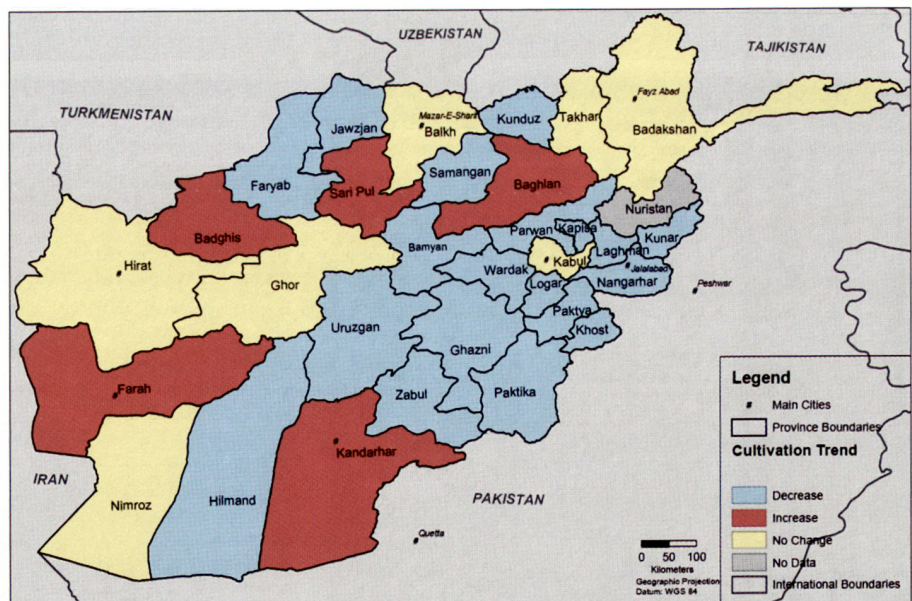 UZBEKISTAN
TAJIKISTAN
TURKMENISTAN
Fayz Abad
Mazar-E-Sharif
Jawzjan
Balkh
Kunduz
Takhar
Badakshan
Faryab
Sari Pul
Samangan
Baghlan
Nuristan
Badghis
Bamyan
Parwan
Kapisa
Kunar
Laghman
Hirat
Ghor
Wardak
Kabul
Jalalabad
Nangarhar
Peshwar
Logar
Uruzgan
Paktya
Khost
Ghazni
Farah
Zabul
Paktika
Kandarhar
IRAN
Nimroz
Hilmand
PAKISTAN
Quetta
Legend
# Main Cities
Province Boundaries
Cultivation Trend
Decrease
Increase
No Change
No Data
International Boundaries
0 50 100
Kilometers
Geographic Projection
Datum: WGS 84